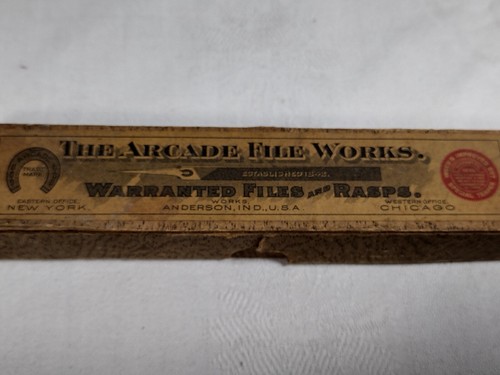 THE ARCADE FILE WORKS.
WARRANTED FILES AND RASPS.
EASTERN OFFICE
NEW YORK.
WORKS,
ANDERSON, IND., U.S.A.
WESTERN OFFICE
CHICAGO